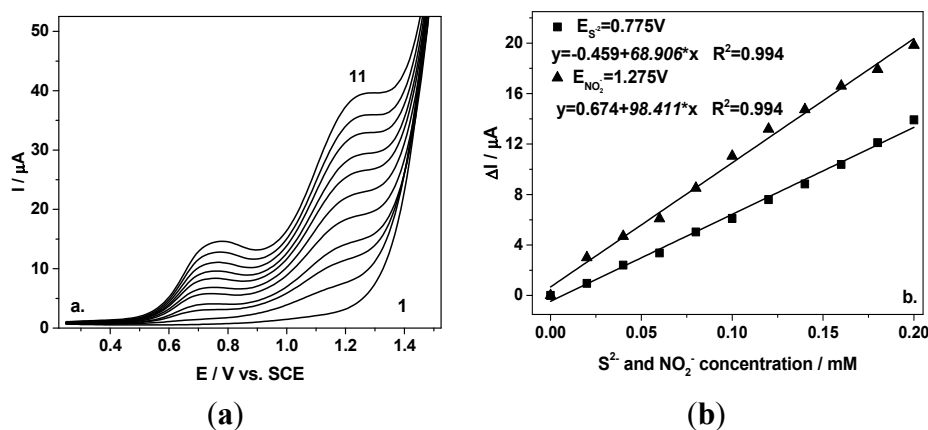 50
40
30
20
10
0
I / μA
11
1
a.
0.4 0.6 0.8 1.0 1.2 1.4
E / V vs. SCE
(a)
20
16
12
8
4
0
ΔI / μA
■ E_S²⁻=0.775V
y=-0.459+68.906*x R²=0.994
▲ E_NO₂⁻=1.275V
y=0.674+98.411*x R²=0.994
b.
0.00 0.05 0.10 0.15 0.20
S²⁻ and NO₂⁻ concentration / mM
(b)